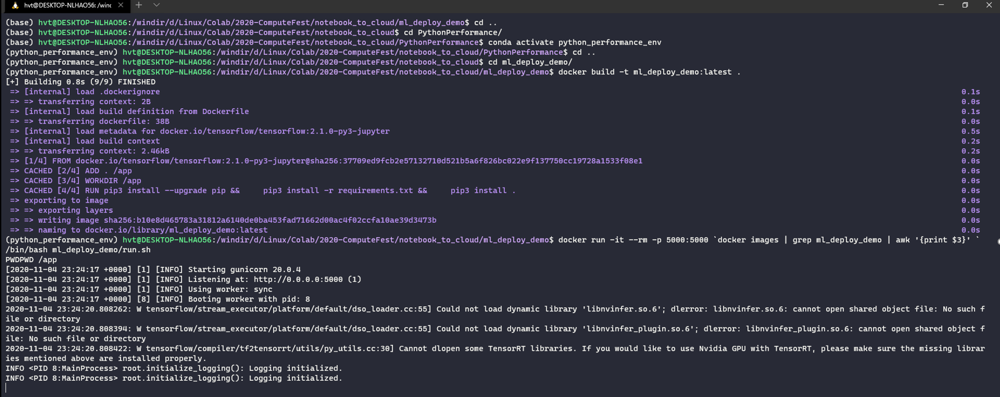 hvt@DESKTOP-NLHAO56: /wind
(base) hvt@DESKTOP-NLHAO56:/windir/d/Linux/Colab/2020-ComputeFest/notebook_to_cloud/ml_deploy_demo$ cd ..
(base) hvt@DESKTOP-NLHAO56:/windir/d/Linux/Colab/2020-ComputeFest/notebook_to_cloud$ cd PythonPerformance/
(base) hvt@DESKTOP-NLHAO56:/windir/d/Linux/Colab/2020-ComputeFest/notebook_to_cloud/PythonPerformance$ conda activate python_performance_env
(python_performance_env) hvt@DESKTOP-NLHAO56:/windir/d/Linux/Colab/2020-ComputeFest/notebook_to_cloud/PythonPerformance$ cd ..
(python_performance_env) hvt@DESKTOP-NLHAO56:/windir/d/Linux/Colab/2020-ComputeFest/notebook_to_cloud$ cd ml_deploy_demo/
(python_performance_env) hvt@DESKTOP-NLHAO56:/windir/d/Linux/Colab/2020-ComputeFest/notebook_to_cloud/ml_deploy_demo$ docker build -t ml_deploy_demo:latest .
[+] Building 0.8s (9/9) FINISHED
=> [internal] load .dockerignore 0.1s
=> => transferring context: 2B 0.0s
=> [internal] load build definition from Dockerfile 0.1s
=> => transferring dockerfile: 38B 0.0s
=> [internal] load metadata for docker.io/tensorflow/tensorflow:2.1.0-py3-jupyter 0.5s
=> [internal] load build context 0.2s
=> => transferring context: 2.46kB 0.2s
=> [1/4] FROM docker.io/tensorflow/tensorflow:2.1.0-py3-jupyter@sha256:37709ed9fcb2e57132710d521b5a6f826bc022e9f137750cc19728a1533f08e1 0.0s
=> CACHED [2/4] ADD . /app 0.0s
=> CACHED [3/4] WORKDIR /app 0.0s
=> CACHED [4/4] RUN pip3 install --upgrade pip && pip3 install -r requirements.txt && pip3 install . 0.0s
=> exporting to image 0.0s
=> => exporting layers 0.0s
=> => writing image sha256:b10e8d465783a31812a6140de0ba453fad71662d00ac4f02ccfa10ae39d3473b 0.0s
=> => naming to docker.io/library/ml_deploy_demo:latest 0.0s
(python_performance_env) hvt@DESKTOP-NLHAO56:/windir/d/Linux/Colab/2020-ComputeFest/notebook_to_cloud/ml_deploy_demo$ docker run -it --rm -p 5000:5000 `docker images | grep ml_deploy_demo | awk '{print $3}' `
/bin/bash ml_deploy_demo/run.sh
PWDPWD /app
[2020-11-04 23:24:17 +0000] [1] [INFO] Starting gunicorn 20.0.4
[2020-11-04 23:24:17 +0000] [1] [INFO] Listening at: http://0.0.0.0:5000 (1)
[2020-11-04 23:24:17 +0000] [1] [INFO] Using worker: sync
[2020-11-04 23:24:17 +0000] [8] [INFO] Booting worker with pid: 8
2020-11-04 23:24:20.808262: W tensorflow/stream_executor/platform/default/dso_loader.cc:55] Could not load dynamic library 'libnvinfer.so.6'; dlerror: libnvinfer.so.6: cannot open shared object file: No such f
ile or directory
2020-11-04 23:24:20.808394: W tensorflow/stream_executor/platform/default/dso_loader.cc:55] Could not load dynamic library 'libnvinfer_plugin.so.6'; dlerror: libnvinfer_plugin.so.6: cannot open shared object f
ile: No such file or directory
2020-11-04 23:24:20.808422: W tensorflow/compiler/tf2tensorrt/utils/py_utils.cc:30] Cannot dlopen some TensorRT libraries. If you would like to use Nvidia GPU with TensorRT, please make sure the missing librar
ies mentioned above are installed properly.
INFO <PID 8:MainProcess> root.initialize_logging(): Logging initialized.
INFO <PID 8:MainProcess> root.initialize_logging(): Logging initialized.